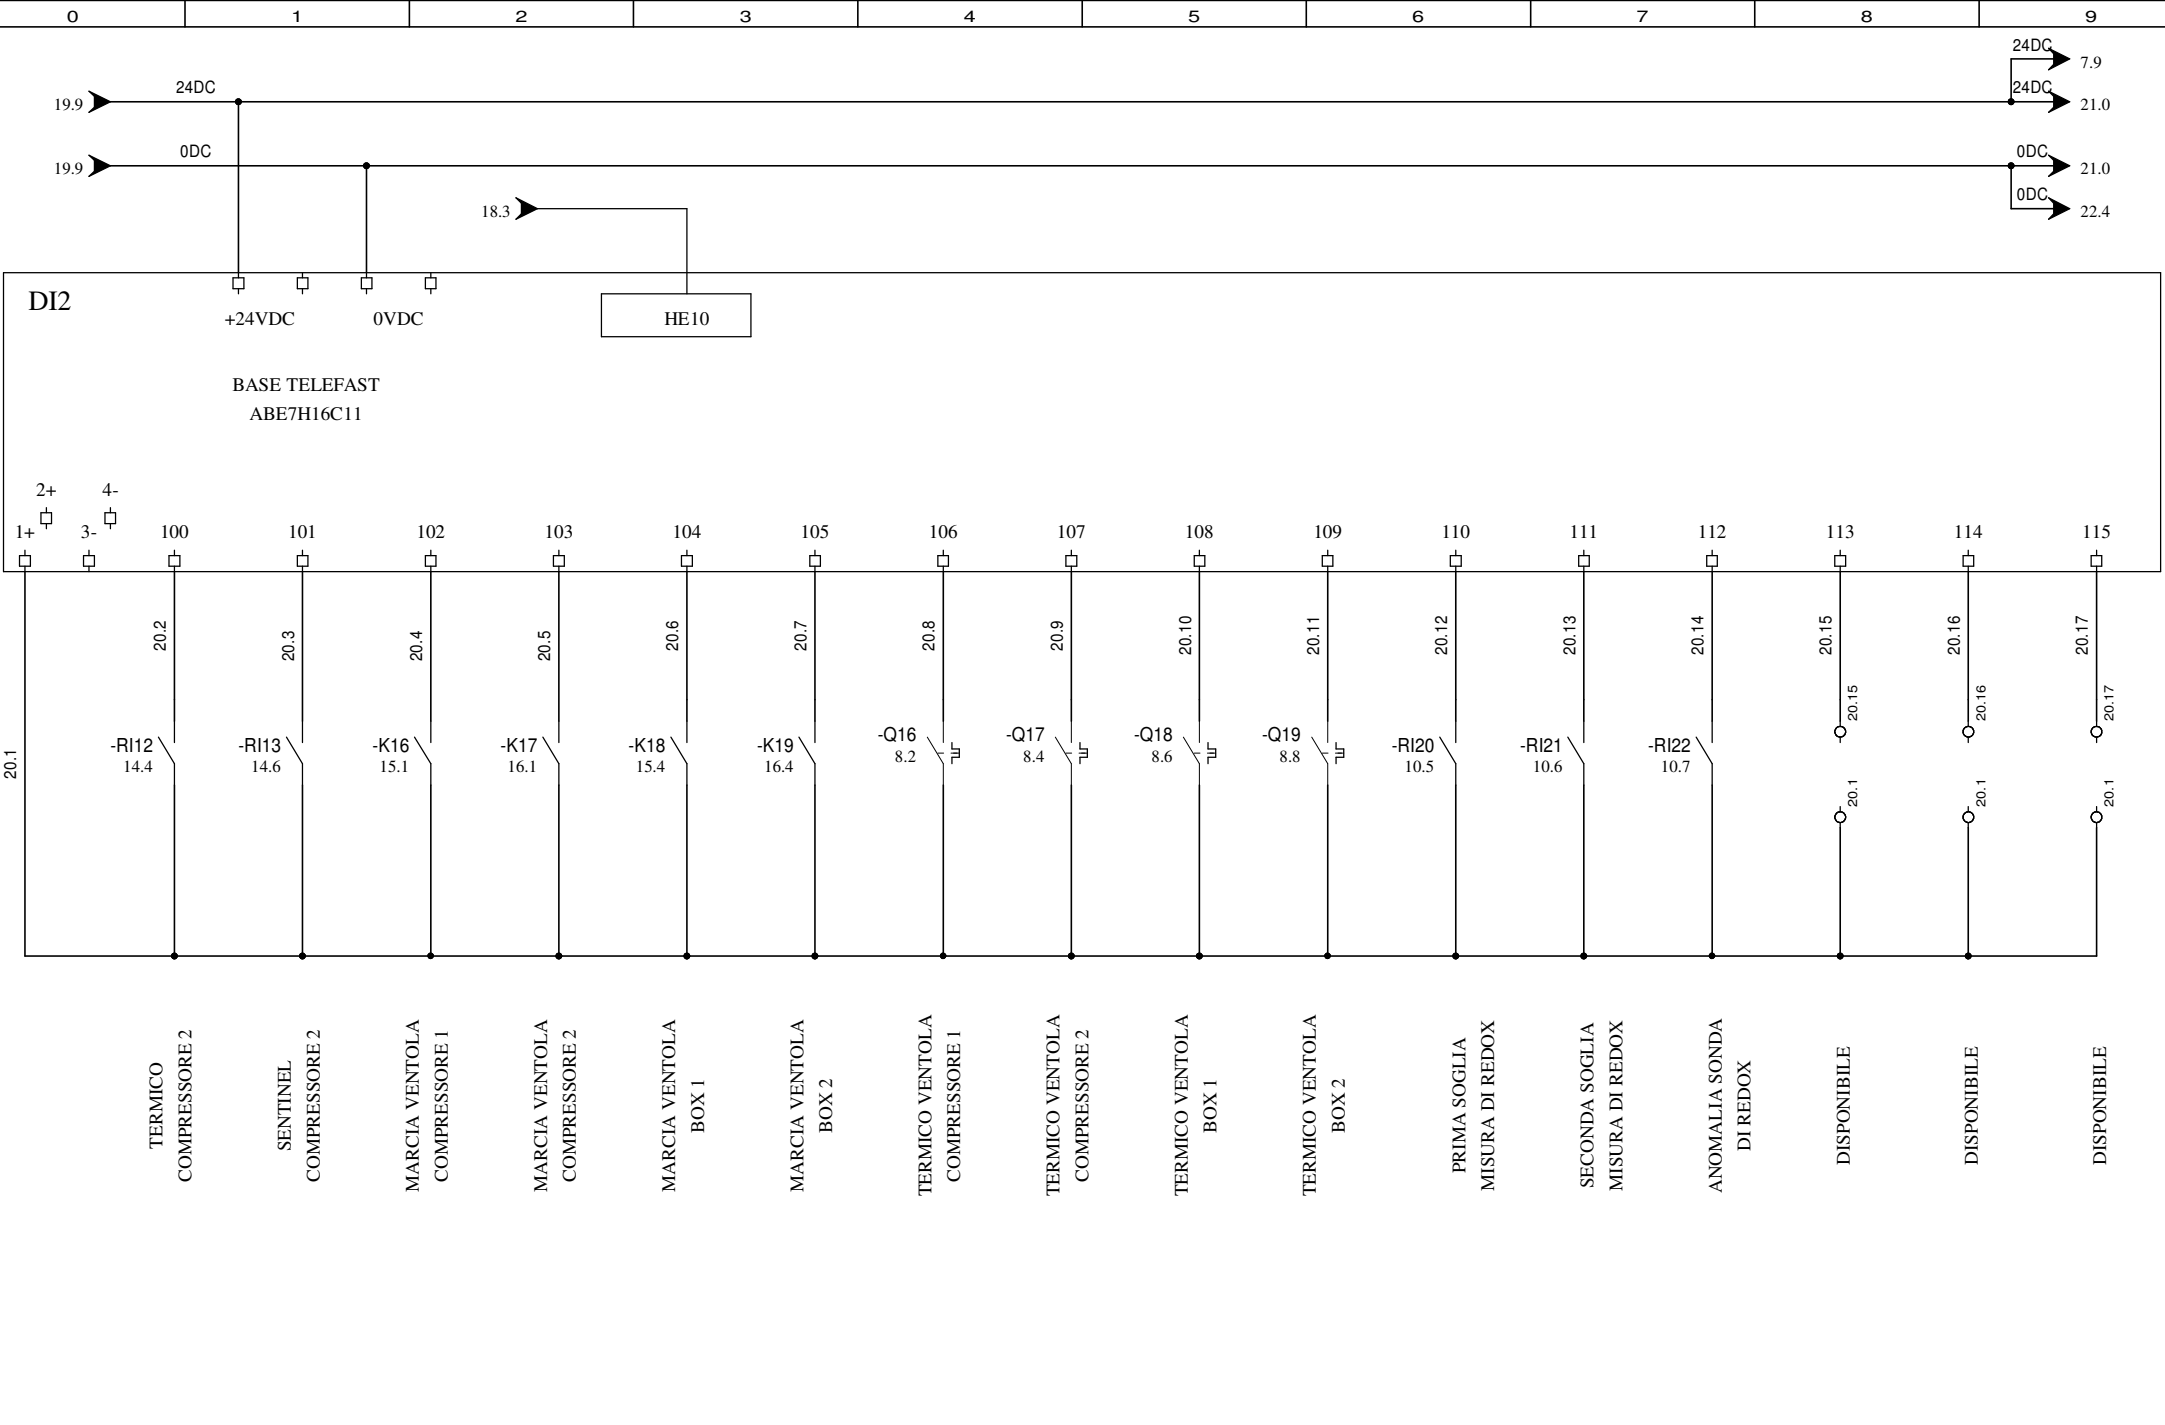 0 1 2 3 4 5 6 7 8 9
24DC 7.9
19.9 24DC 24DC 21.0
19.9 0DC 0DC 21.0
18.3 0DC 22.4
DI2
+24VDC 0VDC HE10
BASE TELEFAST
ABE7H16C11
2+ 4-
1+ 3- 100 101 102 103 104 105 106 107 108 109 110 111 112 113 114 115
20.2 20.3 20.4 20.5 20.6 20.7 20.8 20.9 20.10 20.11 20.12 20.13 20.14 20.15 20.16 20.17
20.15 20.16 20.17
20.1
-RI12 -RI13 -K16 -K17 -K18 -K19 -Q16 -Q17 -Q18 -Q19 -RI20 -RI21 -RI22
14.4 14.6 15.1 16.1 15.4 16.4 8.2 8.4 8.6 8.8 10.5 10.6 10.7
20.1 20.1 20.1
TERMICO
COMPRESSORE 2
SENTINEL
COMPRESSORE 2
MARCIA VENTOLA
COMPRESSORE 1
MARCIA VENTOLA
COMPRESSORE 2
MARCIA VENTOLA
BOX 1
MARCIA VENTOLA
BOX 2
TERMICO VENTOLA
COMPRESSORE 1
TERMICO VENTOLA
COMPRESSORE 2
TERMICO VENTOLA
BOX 1
TERMICO VENTOLA
BOX 2
PRIMA SOGLIA
MISURA DI REDOX
SECONDA SOGLIA
MISURA DI REDOX
ANOMALIA SONDA
DI REDOX
DISPONIBILE
DISPONIBILE
DISPONIBILE